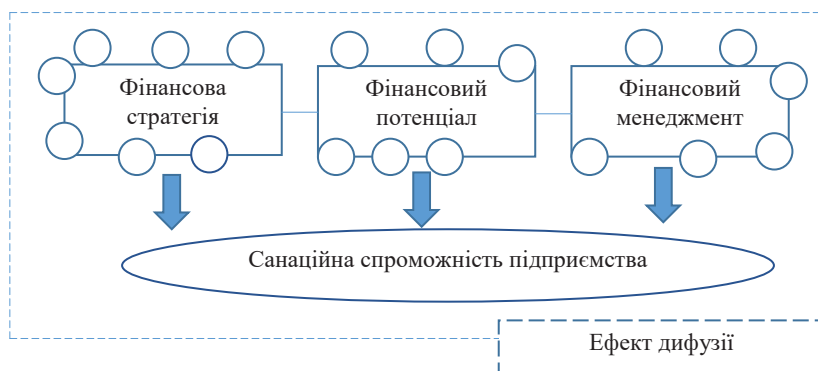 Фінансова
стратегія
Фінансовий
потенціал
Фінансовий
менеджмент
Санаційна спроможність підприємства
Ефект дифузії